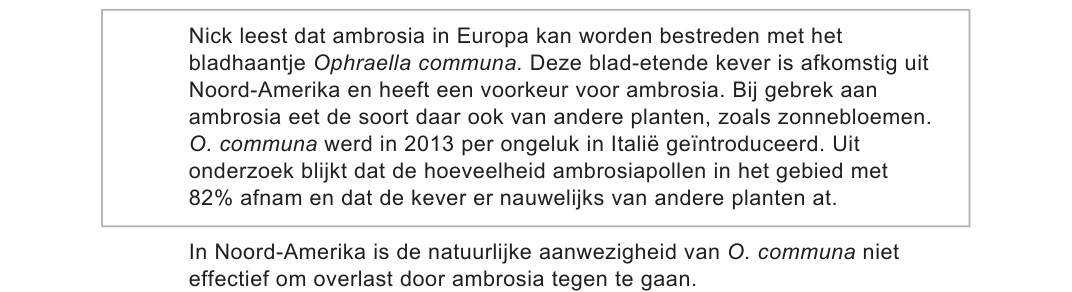 Nick leest dat ambrosia in Europa kan worden bestreden met het
bladhaantje Ophraella communa. Deze blad-etende kever is afkomstig uit
Noord-Amerika en heeft een voorkeur voor ambrosia. Bij gebrek aan
ambrosia eet de soort daar ook van andere planten, zoals zonnebloemen.
O. communa werd in 2013 per ongeluk in Italië geïntroduceerd. Uit
onderzoek blijkt dat de hoeveelheid ambrosiapollen in het gebied met
82% afnam en dat de kever er nauwelijks van andere planten at.
In Noord-Amerika is de natuurlijke aanwezigheid van O. communa niet
effectief om overlast door ambrosia tegen te gaan.